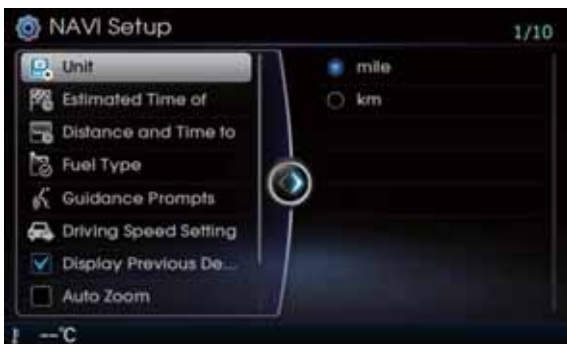 NAVI Setup
1/10
Unit
Estimated Time of
Distance and Time to
Fuel Type
Guidance Prompts
Driving Speed Setting
Display Previous De...
Auto Zoom
mile
km
--°C